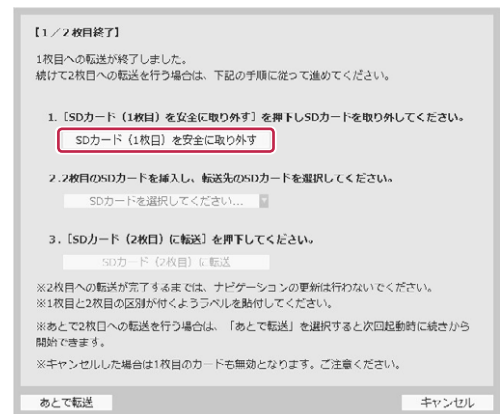 【1／2枚目終了】
1枚目への転送が終了しました。
続けて2枚目への転送を行う場合は、下記の手順に従って進めてください。
1.［SDカード（1枚目）を安全に取り外す］を押下しSDカードを取り外してください。
SDカード（1枚目）を安全に取り外す
2.2枚目のSDカードを挿入し、転送先のSDカードを選択してください。
SDカードを選択してください...
3.［SDカード（2枚目）に転送］を押下してください。
SDカード（2枚目）に転送
※2枚目への転送が完了するまでは、ナビゲーションの更新は行わないでください。
※1枚目と2枚目の区別が付くようラベルを貼付してください。
※あとで2枚目への転送を行う場合は、「あとで転送」を選択すると次回起動時に続きから
開始できます。
※キャンセルした場合は1枚目のカードも無効となります。ご注意ください。
あとで転送
キャンセル